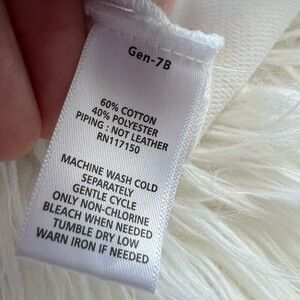 Gen-7B
60% COTTON
40% POLYESTER
PIPING : NOT LEATHER
RN117150
MACHINE WASH COLD
SEPARATELY
GENTLE CYCLE
ONLY NON-CHLORINE
BLEACH WHEN NEEDED
TUMBLE DRY LOW
WARN IRON IF NEEDED